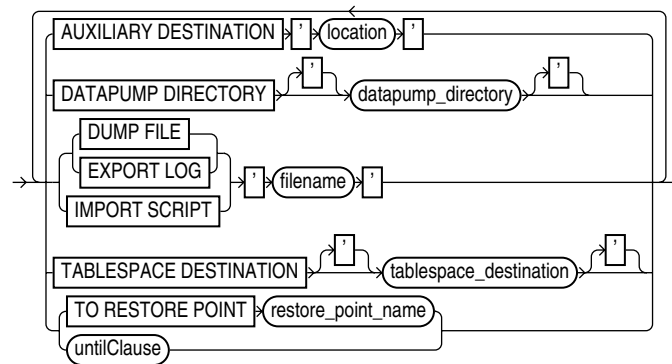 AUXILIARY DESTINATION ' location '
DATAPUMP DIRECTORY ' datapump_directory '
DUMP FILE
EXPORT LOG
IMPORT SCRIPT
' filename '
TABLESPACE DESTINATION ' tablespace_destination '
TO RESTORE POINT restore_point_name
untilClause